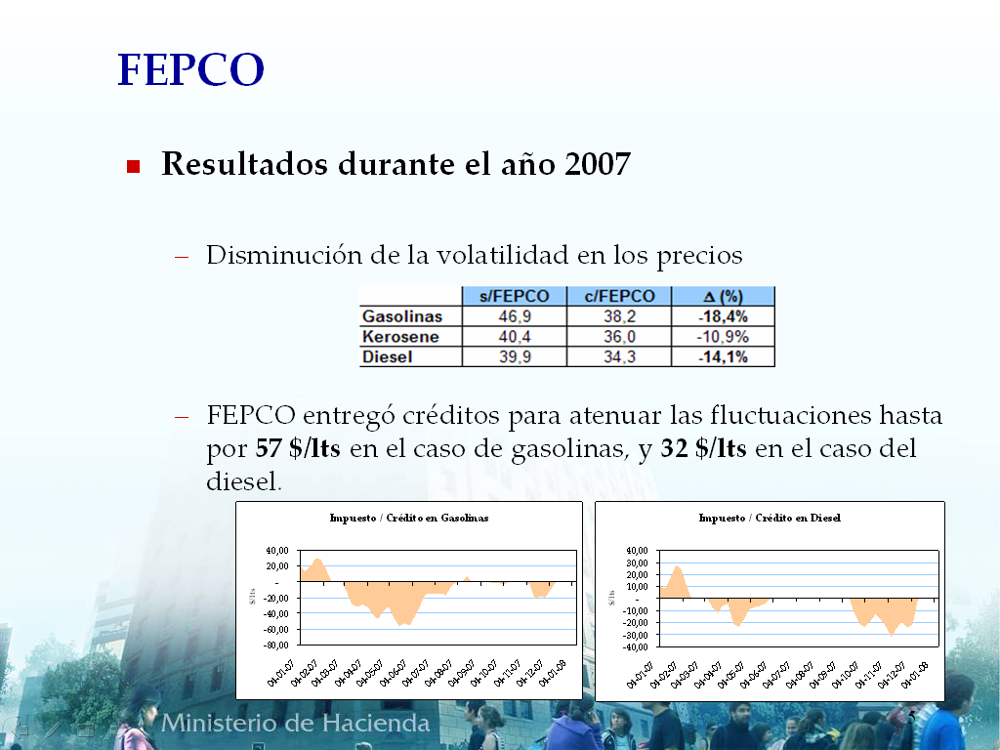 FEPCO
Resultados durante el año 2007
– Disminución de la volatilidad en los precios
s/FEPCO c/FEPCO Δ (%)
Gasolinas 46,9 38,2 -18,4%
Kerosene 40,4 36,0 -10,9%
Diesel 39,9 34,3 -14,1%
– FEPCO entregó créditos para atenuar las fluctuaciones hasta
por 57 $/lts en el caso de gasolinas, y 32 $/lts en el caso del
diesel.
Impuesto / Crédito en Gasolinas
$/lts
40,00
20,00
-
-20,00
-40,00
-60,00
-80,00
04-01-07 04-02-07 04-03-07 04-04-07 04-05-07 04-06-07 04-07-07 04-08-07 04-09-07 04-10-07 04-11-07 04-12-07 04-01-08
Impuesto / Crédito en Diesel
$/lts
40,00
30,00
20,00
10,00
-
-10,00
-20,00
-30,00
-40,00
04-01-07 04-02-07 04-03-07 04-04-07 04-05-07 04-06-07 04-07-07 04-08-07 04-09-07 04-10-07 04-11-07 04-12-07 04-01-08
Ministerio de Hacienda
5